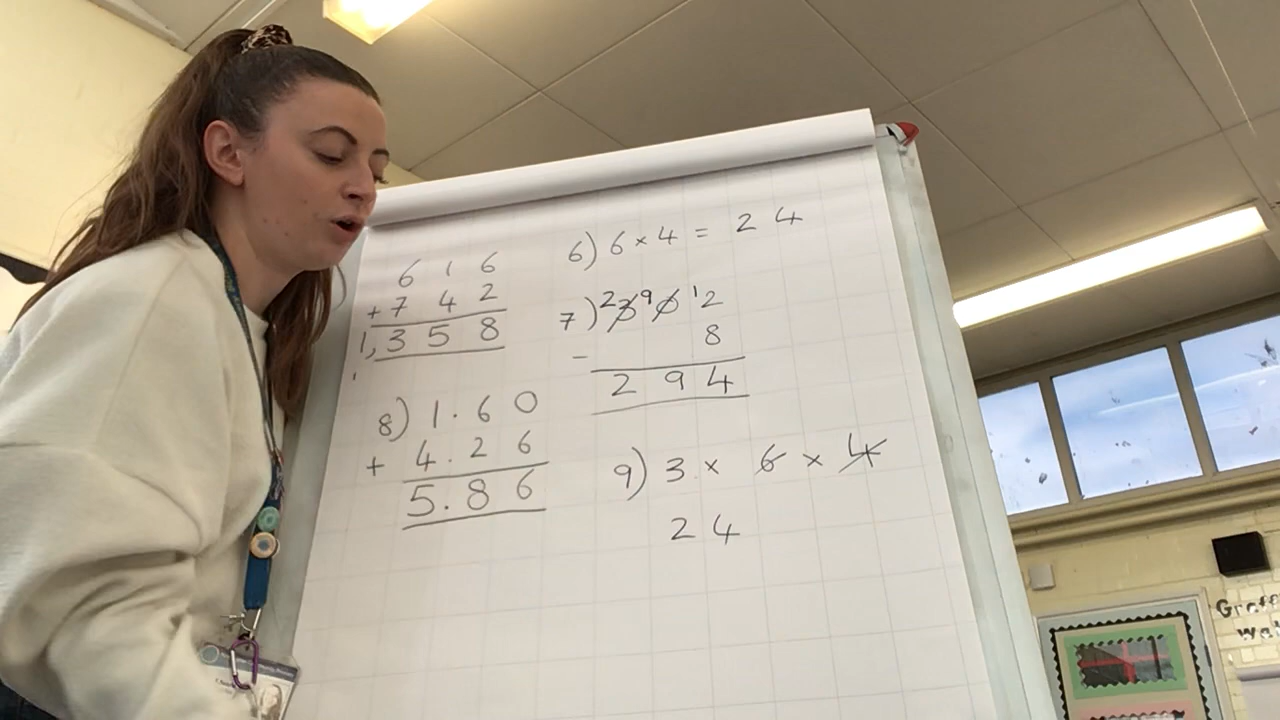 6 1 6
+ 7 4 2
1,3 5 8
1
6) 6 × 4 = 2 4
7) 2 3 9 0 1 2
- 8
2 9 4
8) 1 . 6 0
+ 4 . 2 6
5 . 8 6
9) 3 × 6 × 4
2 4